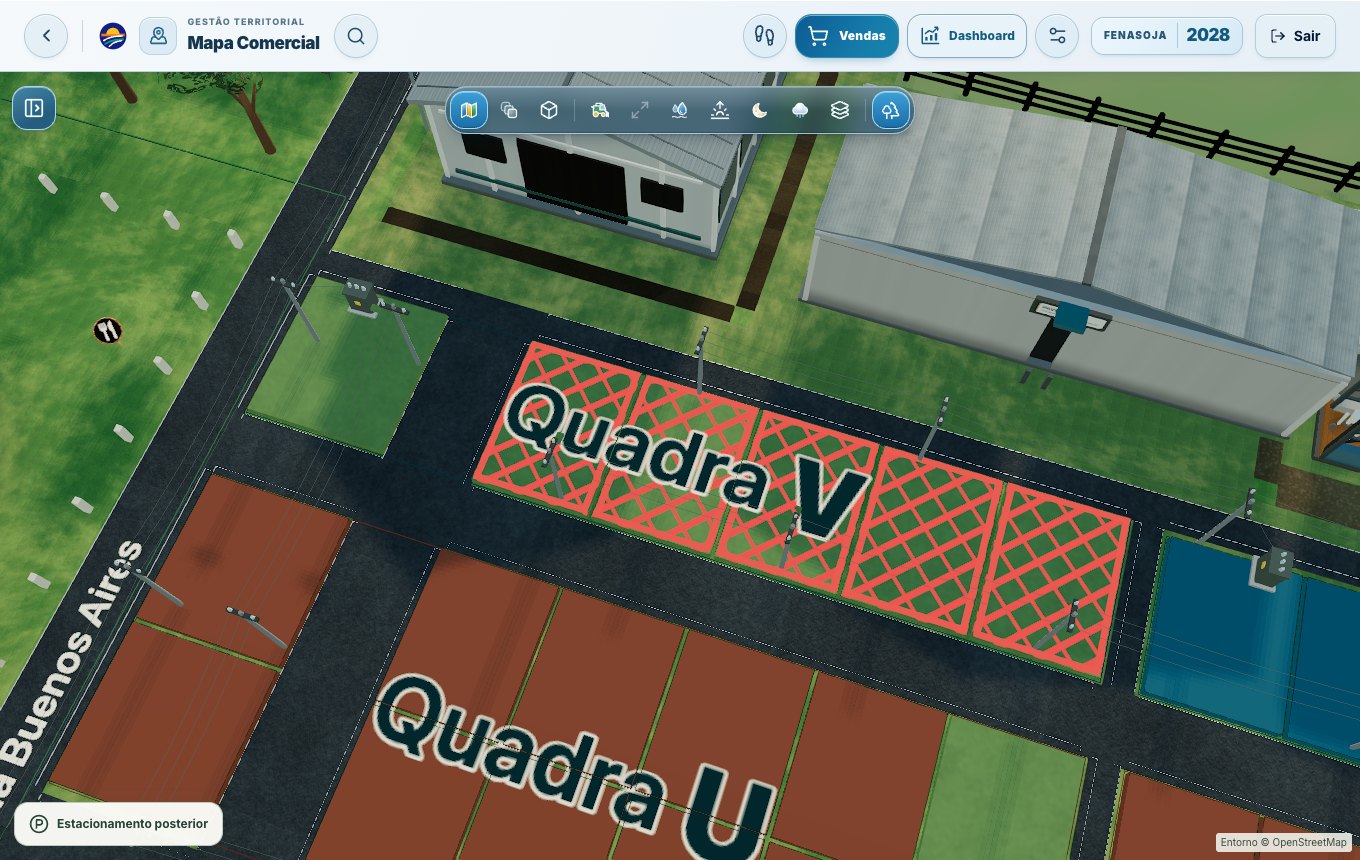 GESTÃO TERRITORIAL
Mapa Comercial
Vendas
Dashboard
FENASOJA 2028
Sair
Quadra V
a Buenos Aires
Quadra U
P Estacionamento posterior
Entorno © OpenStreetMap